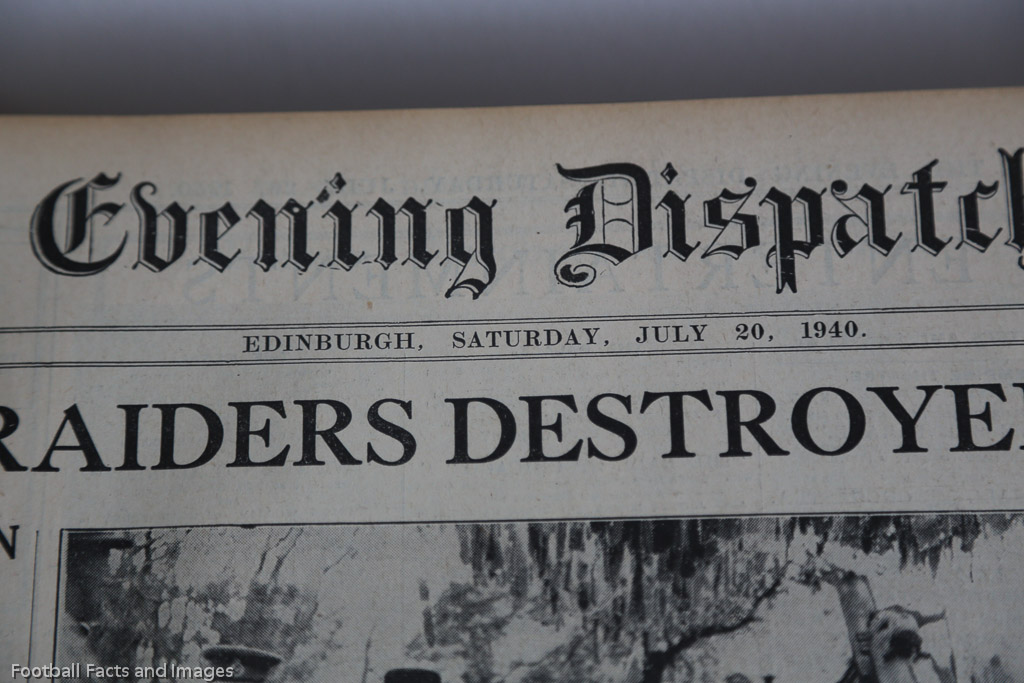 Evening Dispatch
EDINBURGH, SATURDAY, JULY 20, 1940.
RAIDERS DESTROYE
N
Football Facts and Images